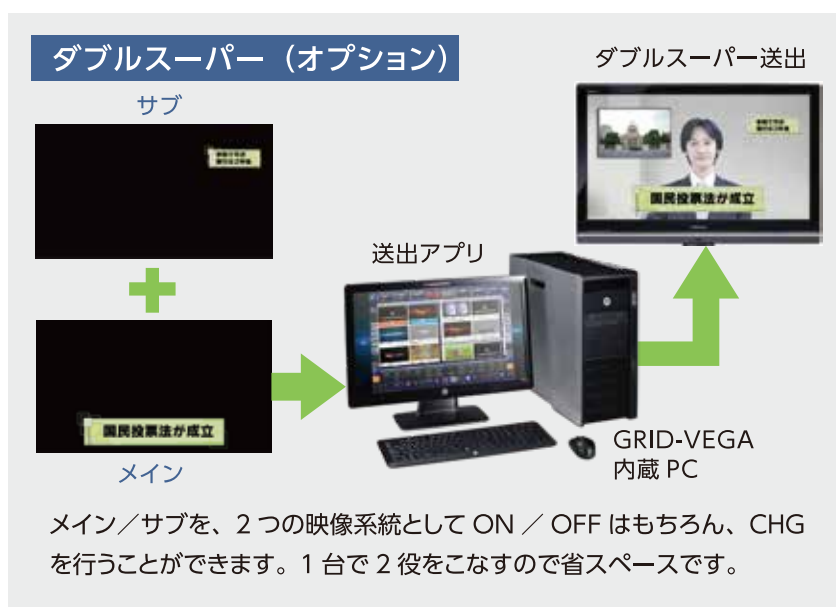 ダブルスーパー（オプション）
ダブルスーパー送出
サブ
送出アプリ
国民投票法が成立
国民投票法が成立
メイン
GRID-VEGA
内蔵 PC
メイン／サブを、2 つの映像系統として ON ／ OFF はもちろん、CHG
を行うことができます。1 台で 2 役をこなすので省スペースです。